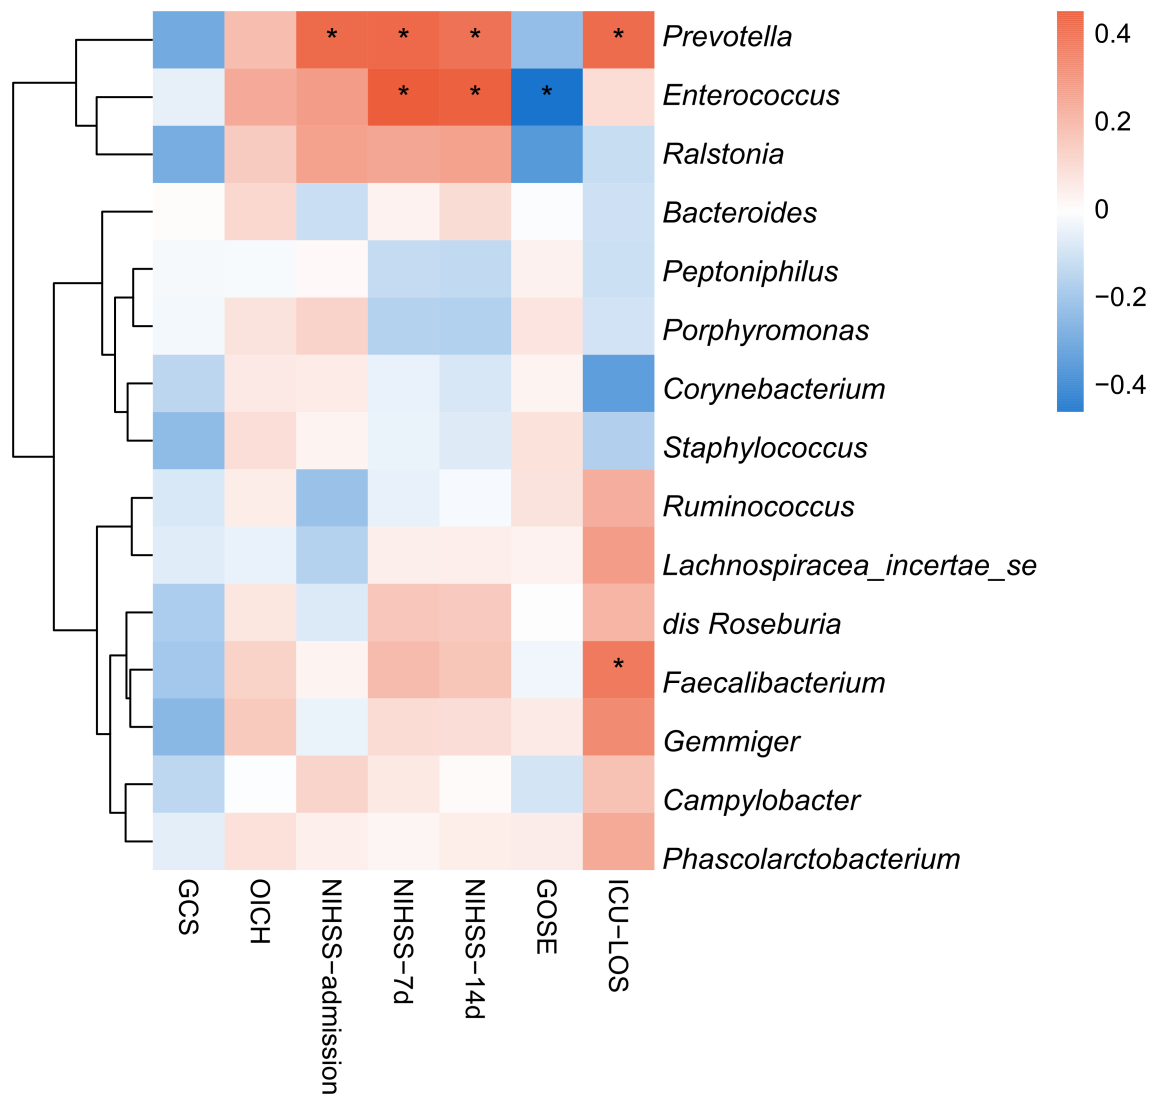 * * * * Prevotella
* * * Enterococcus
Ralstonia
Bacteroides
Peptoniphilus
Porphyromonas
Corynebacterium
Staphylococcus
Ruminococcus
Lachnospiracea_incertae_se
dis Roseburia
* Faecalibacterium
Gemmiger
Campylobacter
Phascolarctobacterium
GCS
OICH
NIHSS−admission
NIHSS−7d
NIHSS−14d
GOSE
ICU−LOS
0.4
0.2
0
−0.2
−0.4